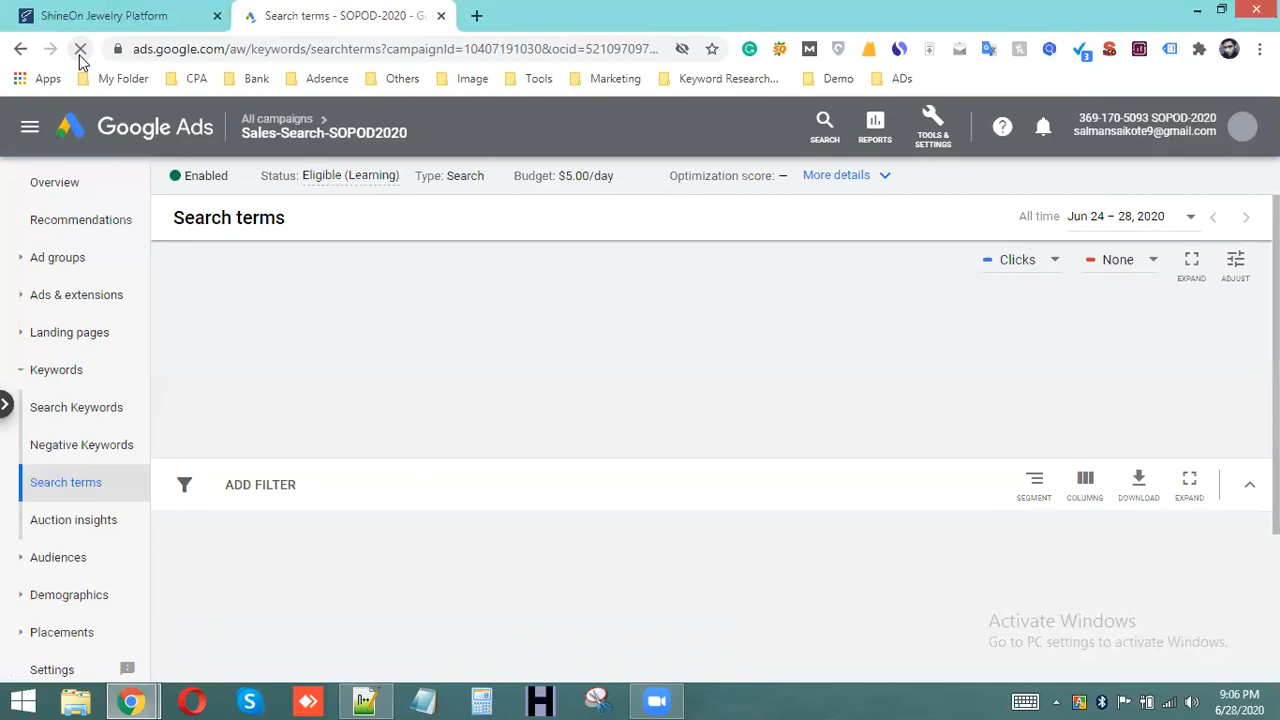 ShineOn Jewelry Platform
Search terms - SOPOD-2020 - G
ads.google.com/aw/keywords/searchterms?campaignId=10407191030&ocid=521097097...
3
Apps
My Folder
CPA
Bank
Adsence
Others
Image
Tools
Marketing
Keyword Research...
Demo
ADs
Google Ads
All campaigns
Sales-Search-SOPOD2020
SEARCH
REPORTS
TOOLS &
SETTINGS
369-170-5093 SOPOD-2020
salmansaikote9@gmail.com
Enabled
Status: Eligible (Learning)
Type: Search
Budget: $5.00/day
Optimization score: –
More details
Overview
Recommendations
Ad groups
Ads & extensions
Landing pages
Keywords
Search Keywords
Negative Keywords
Search terms
Auction insights
Audiences
Demographics
Placements
Settings
Search terms
All time
Jun 24 – 28, 2020
Clicks
None
EXPAND
ADJUST
ADD FILTER
SEGMENT
COLUMNS
DOWNLOAD
EXPAND
Activate Windows
Go to PC settings to activate Windows.
9:06 PM
6/28/2020